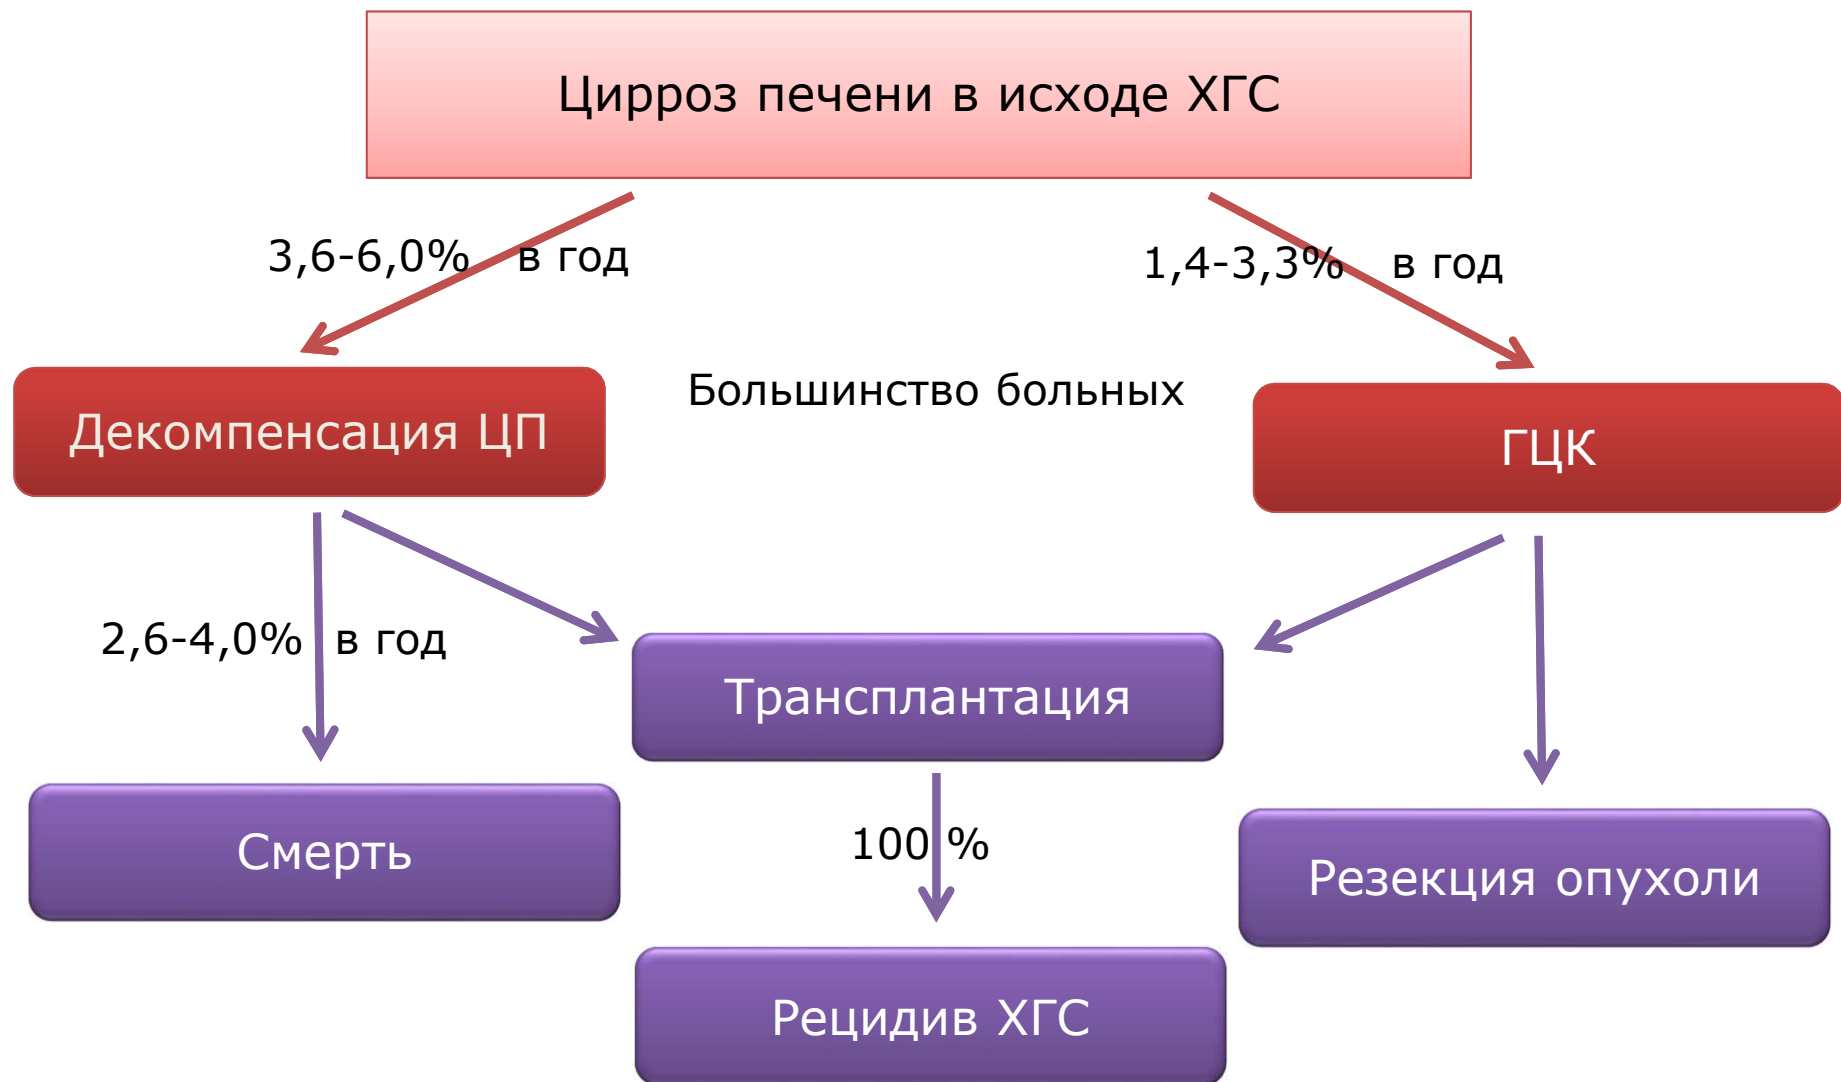 Цирроз печени в исходе ХГС
3,6-6,0% в год
1,4-3,3% в год
Декомпенсация ЦП
Большинство больных
ГЦК
2,6-4,0% в год
Трансплантация
Смерть
100 %
Резекция опухоли
Рецидив ХГС